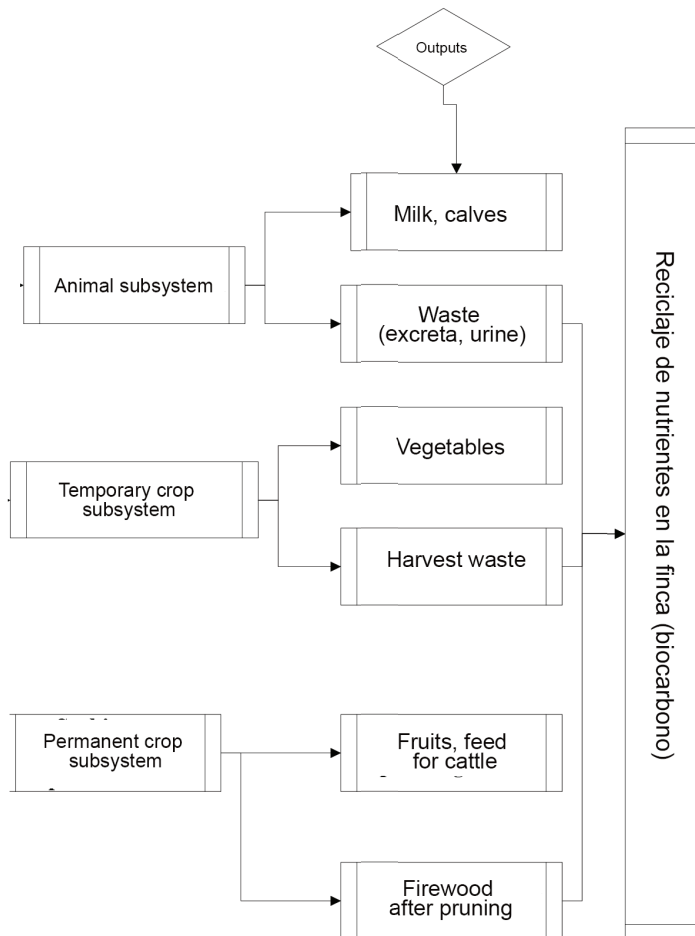 Outputs
Milk, calves
Animal subsystem
Waste
(excreta, urine)
Vegetables
Temporary crop
subsystem
Harvest waste
Permanent crop
subsystem
Fruits, feed
for cattle
Firewood
after pruning
Reciclaje de nutrientes en la finca (biocarbono)